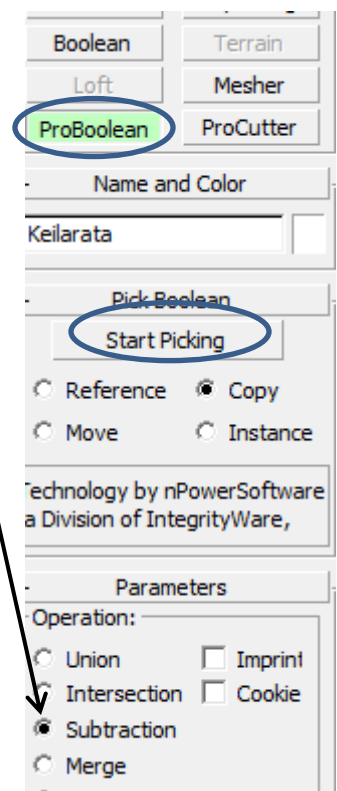 Boolean Terrain
Loft Mesher
ProBoolean ProCutter
- Name and Color
Keilarata
- Pick Boolean
Start Picking
Reference Copy
Move Instance
Technology by nPowerSoftware
a Division of IntegrityWare,
- Parameters
Operation:
Union Imprint
Intersection Cookie
Subtraction
Merge